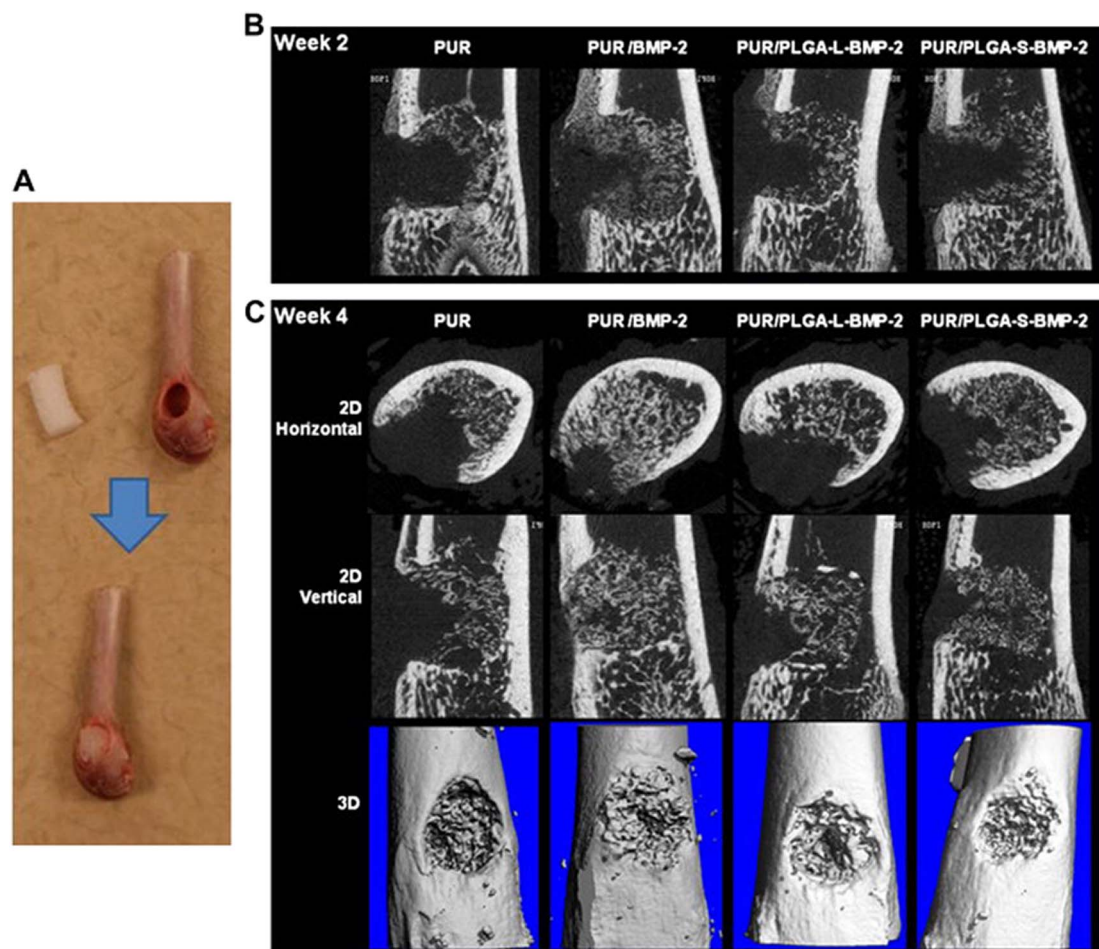 A
B
Week 2
PUR
PUR/BMP-2
PUR/PLGA-L-BMP-2
PUR/PLGA-S-BMP-2
C
Week 4
PUR
PUR/BMP-2
PUR/PLGA-L-BMP-2
PUR/PLGA-S-BMP-2
2D
Horizontal
2D
Vertical
3D